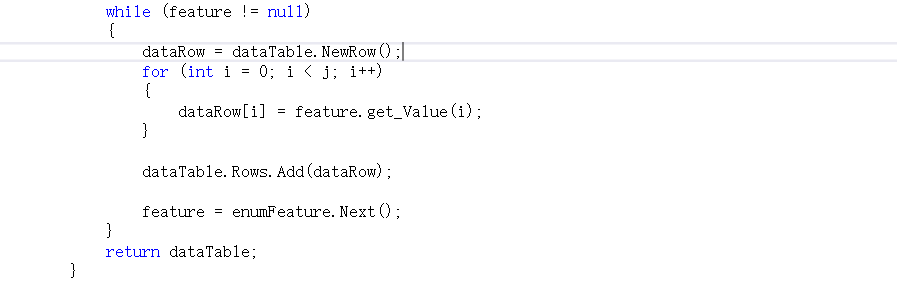 while (feature != null)
{
dataRow = dataTable.NewRow();
for (int i = 0; i < j; i++)
{
dataRow[i] = feature.get_Value(i);
}
dataTable.Rows.Add(dataRow);
feature = enumFeature.Next();
}
return dataTable;
}